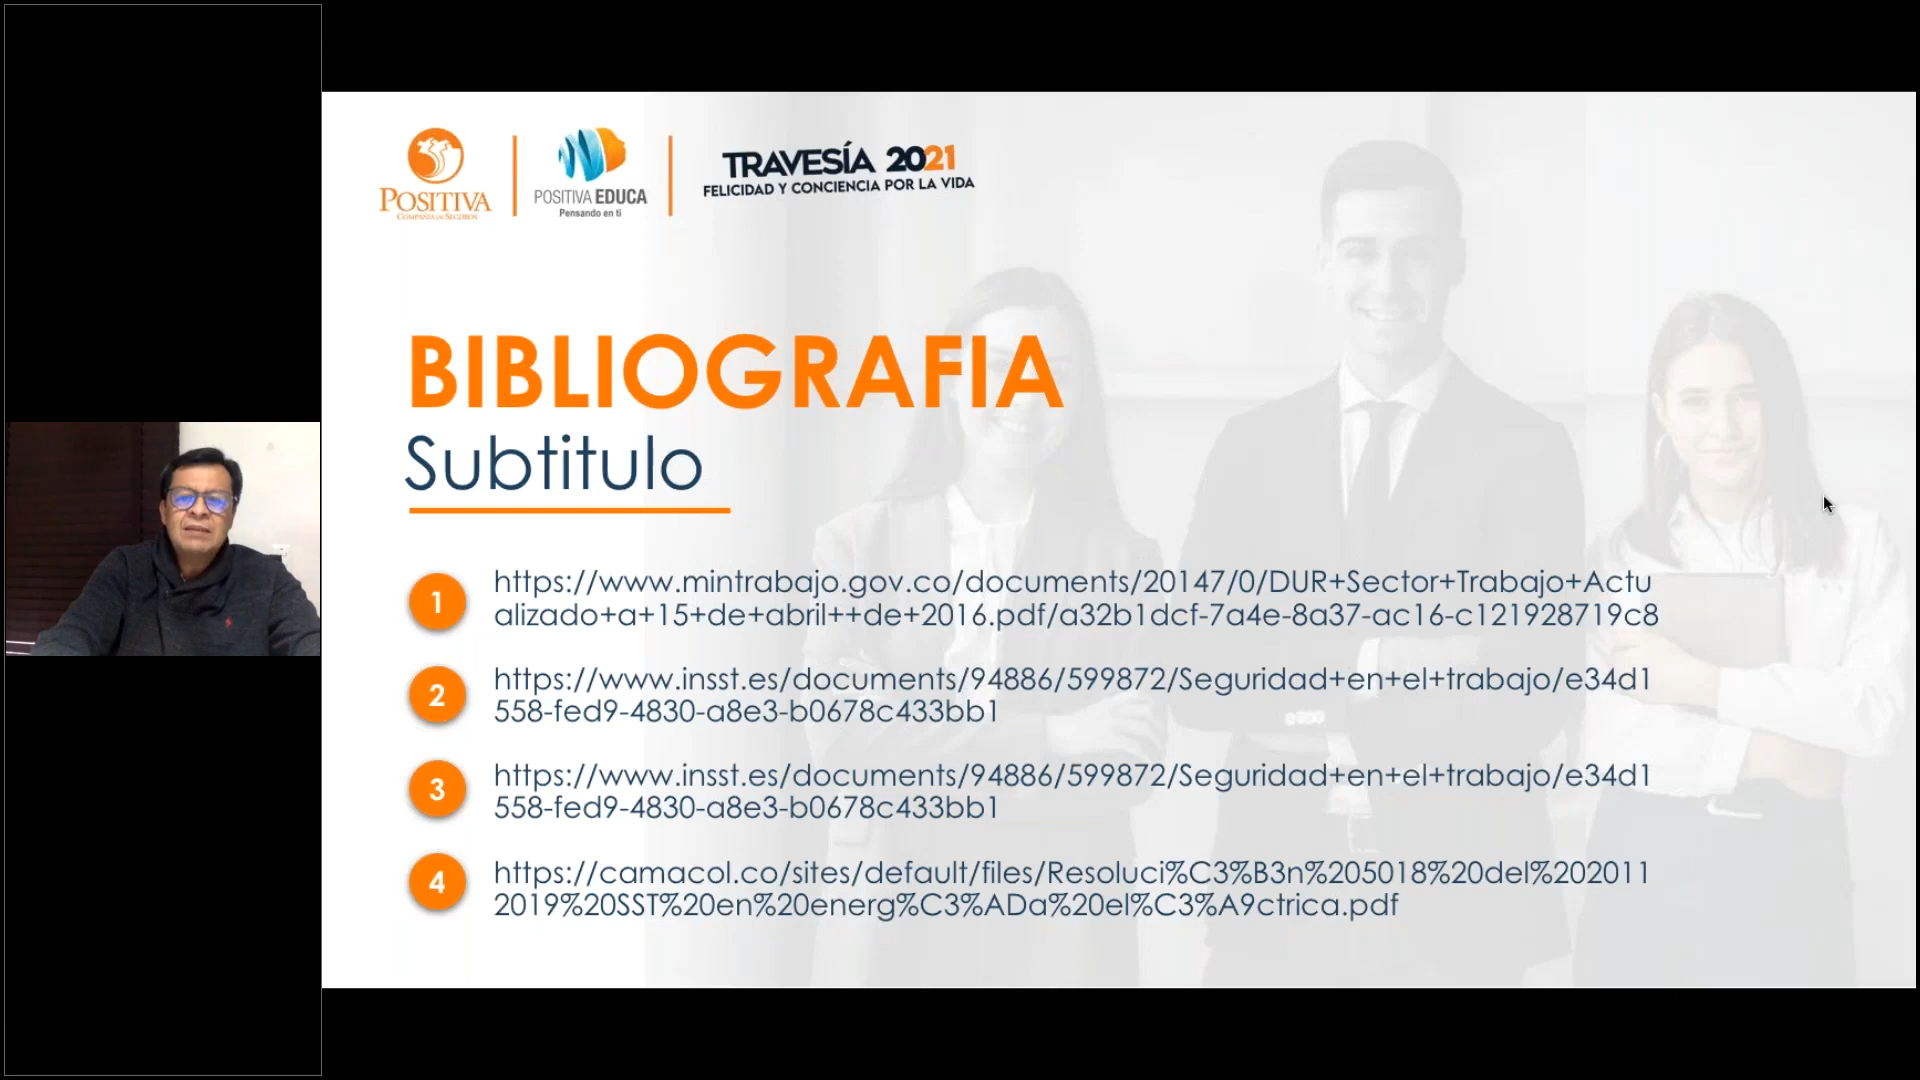 POSITIVA
COMPAÑÍA DE SEGUROS
POSITIVA EDUCA
Pensando en ti
TRAVESÍA 2021
FELICIDAD Y CONCIENCIA POR LA VIDA
BIBLIOGRAFIA
Subtitulo
1
https://www.mintrabajo.gov.co/documents/20147/0/DUR+Sector+Trabajo+Actu
alizado+a+15+de+abril++de+2016.pdf/a32b1dcf-7a4e-8a37-ac16-c121928719c8
2
https://www.insst.es/documents/94886/599872/Seguridad+en+el+trabajo/e34d1
558-fed9-4830-a8e3-b0678c433bb1
3
https://www.insst.es/documents/94886/599872/Seguridad+en+el+trabajo/e34d1
558-fed9-4830-a8e3-b0678c433bb1
4
https://camacol.co/sites/default/files/Resoluci%C3%B3n%205018%20del%202011
2019%20SST%20en%20energ%C3%ADa%20el%C3%A9ctrica.pdf